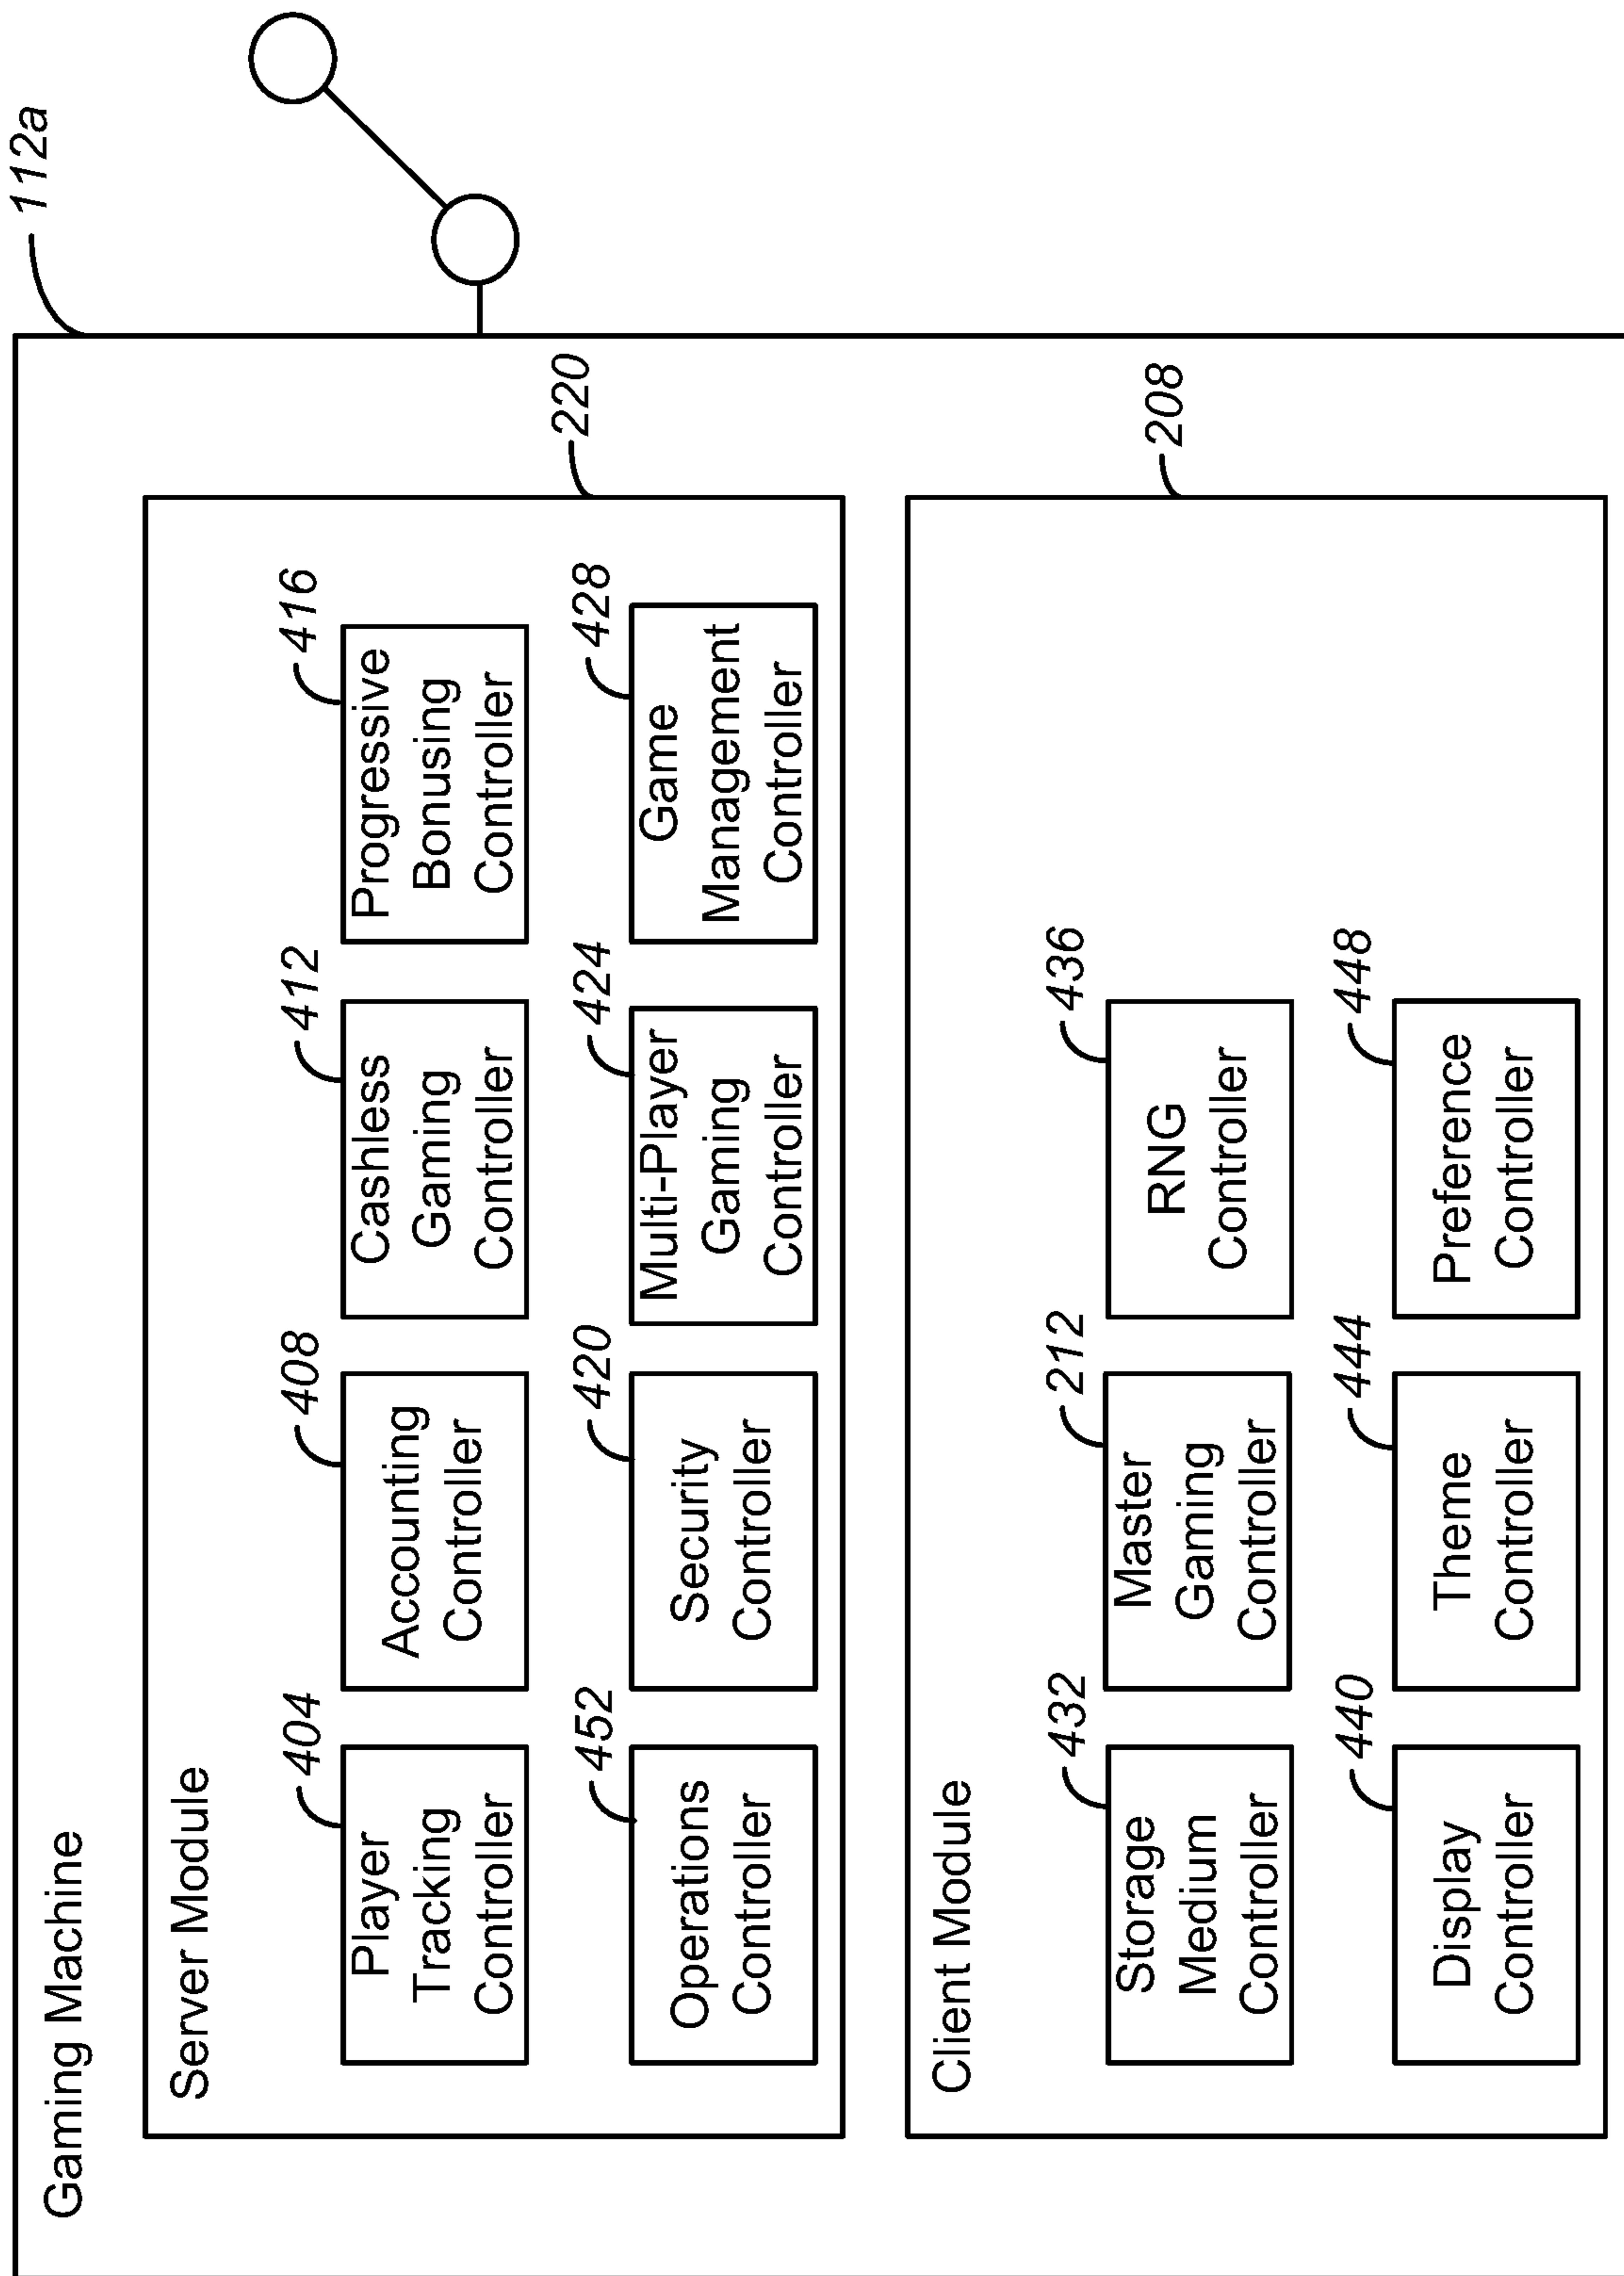 Gaming Machine
112a
Server Module
220
404
Player
Tracking
Controller
408
Accounting
Controller
412
Cashless
Gaming
Controller
416
Progressive
Bonusing
Controller
452
Operations
Controller
420
Security
Controller
424
Multi-Player
Gaming
Controller
428
Game
Management
Controller
Client Module
208
432
Storage
Medium
Controller
212
Master
Gaming
Controller
436
RNG
Controller
440
Display
Controller
444
Theme
Controller
448
Preference
Controller